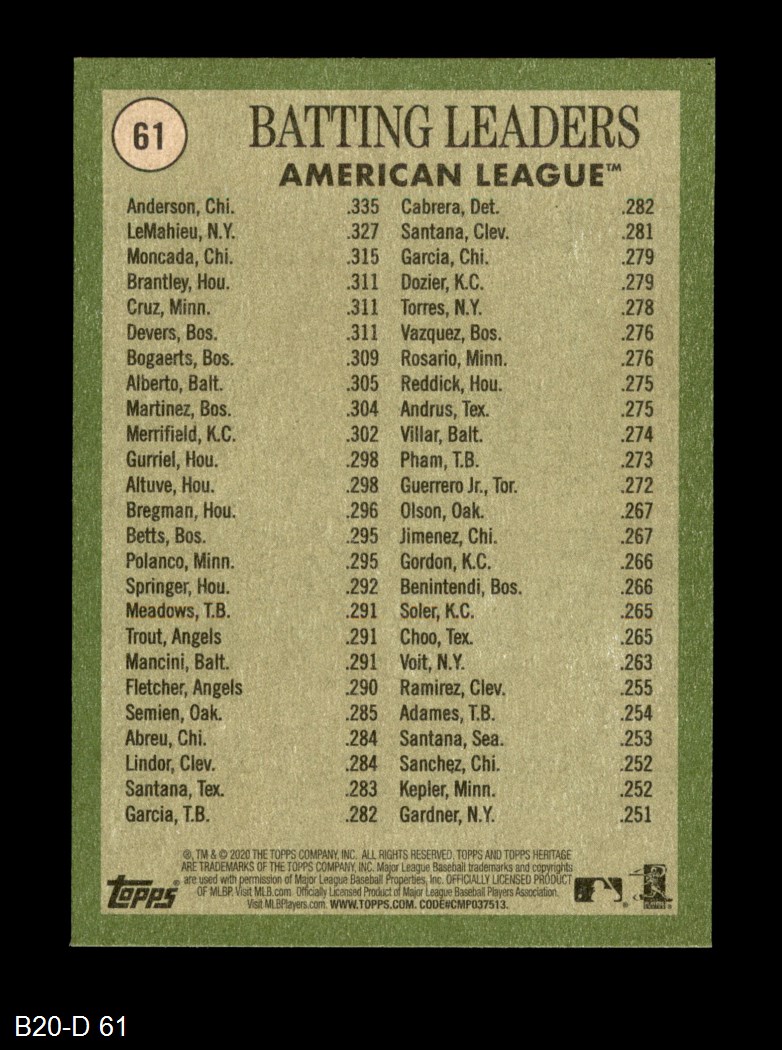 61
BATTING LEADERS
AMERICAN LEAGUE™
Anderson, Chi. .335 Cabrera, Det. .282
LeMahieu, N.Y. .327 Santana, Clev. .281
Moncada, Chi. .315 Garcia, Chi. .279
Brantley, Hou. .311 Dozier, K.C. .279
Cruz, Minn. .311 Torres, N.Y. .278
Devers, Bos. .311 Vazquez, Bos. .276
Bogaerts, Bos. .309 Rosario, Minn. .276
Alberto, Balt. .305 Reddick, Hou. .275
Martinez, Bos. .304 Andrus, Tex. .275
Merrifield, K.C. .302 Villar, Balt. .274
Gurriel, Hou. .298 Pham, T.B. .273
Altuve, Hou. .298 Guerrero Jr., Tor. .272
Bregman, Hou. .296 Olson, Oak. .267
Betts, Bos. .295 Jimenez, Chi. .267
Polanco, Minn. .295 Gordon, K.C. .266
Springer, Hou. .292 Benintendi, Bos. .266
Meadows, T.B. .291 Soler, K.C. .265
Trout, Angels .291 Choo, Tex. .265
Mancini, Balt. .291 Voit, N.Y. .263
Fletcher, Angels .290 Ramirez, Clev. .255
Semien, Oak. .285 Adames, T.B. .254
Abreu, Chi. .284 Santana, Sea. .253
Lindor, Clev. .284 Sanchez, Chi. .252
Santana, Tex. .283 Kepler, Minn. .252
Garcia, T.B. .282 Gardner, N.Y. .251
®, TM & © 2020 THE TOPPS COMPANY, INC. ALL RIGHTS RESERVED. TOPPS AND TOPPS HERITAGE
ARE TRADEMARKS OF THE TOPPS COMPANY, INC. Major League Baseball trademarks and copyrights
are used with permission of Major League Baseball Properties, Inc. OFFICIALLY LICENSED PRODUCT
OF MLBP. Visit MLB.com. Officially Licensed Product of Major League Baseball Players Association.
Visit MLBPlayers.com. WWW.TOPPS.COM. CODE#CMP037513.
Topps®
B20-D 61